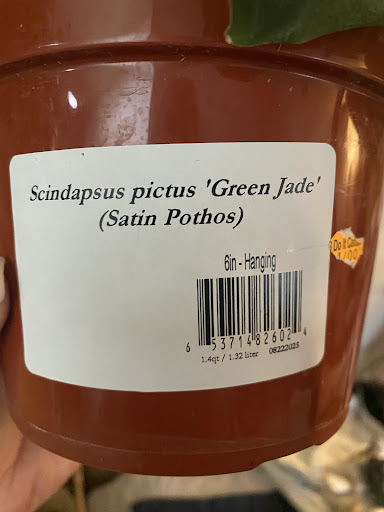 Scindapsus pictus 'Green Jade'
(Satin Pothos)
6in - Hanging
6 53714 82602 4
1.4qt / 1.32 liter 08222025